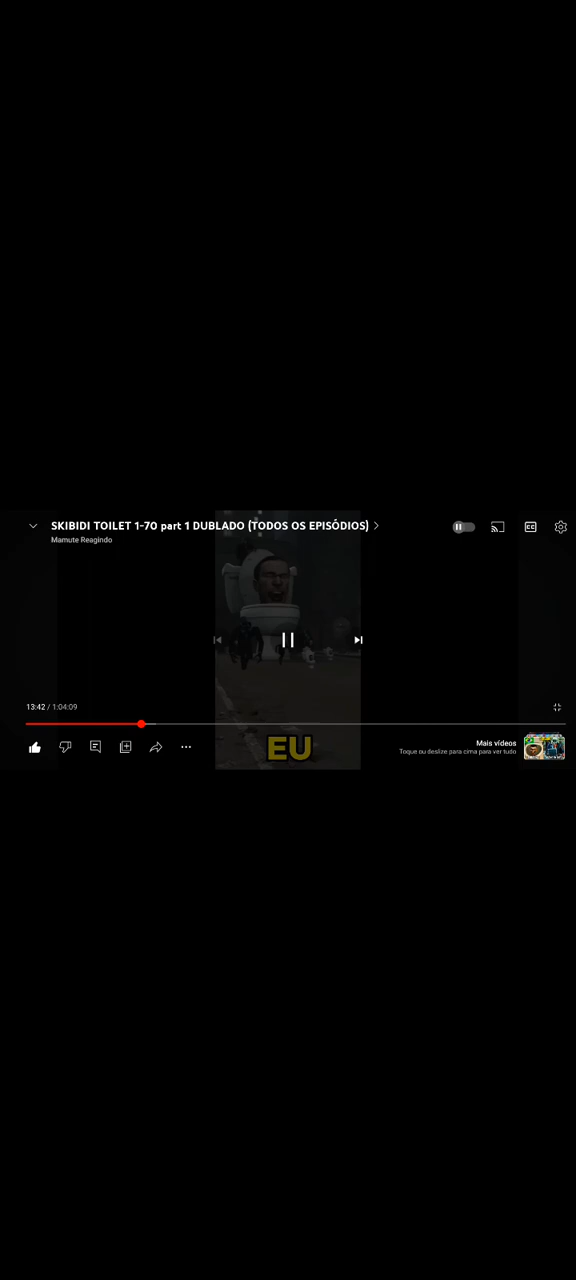 SKIBIDI TOILET 1-70 part 1 DUBLADO (TODOS OS EPISÓDIOS)
Mamute Reagindo
CC
13:42 / 1:04:09
EU
Mais vídeos
Toque ou deslize para cima para ver tudo